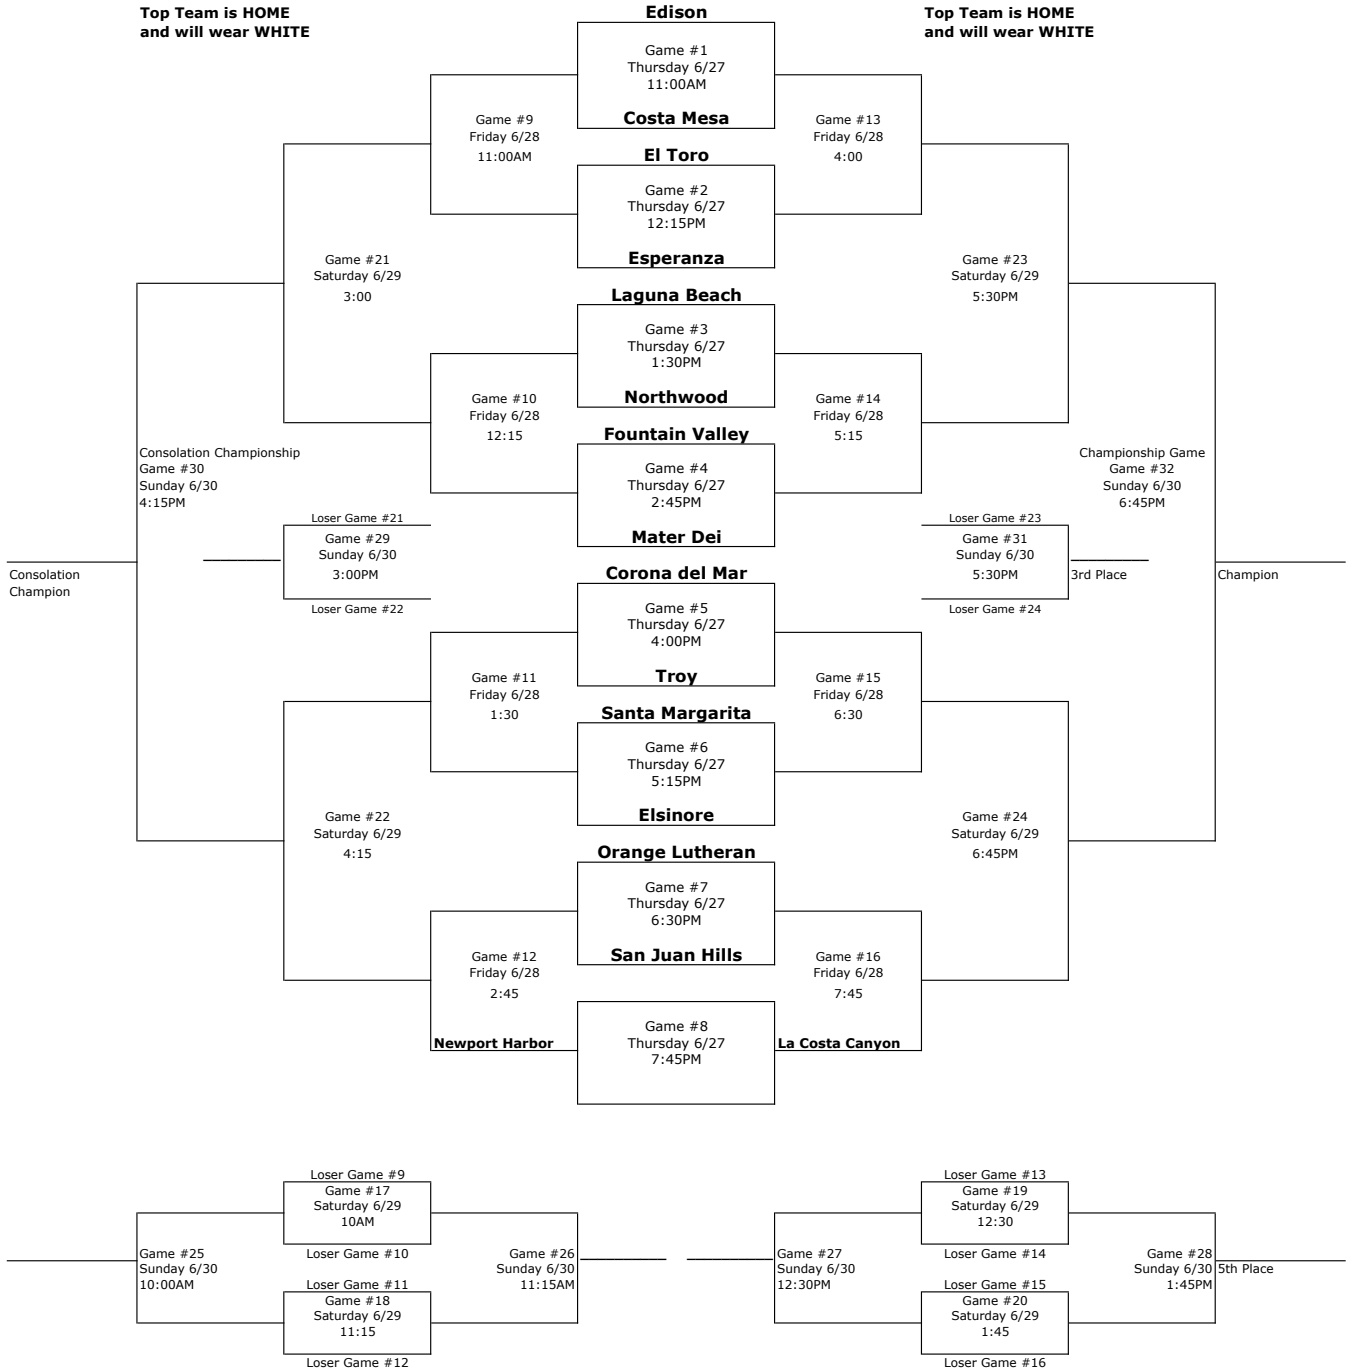 Top Team is HOME
and will wear WHITE
Top Team is HOME
and will wear WHITE
Edison
Game #1
Thursday 6/27
11:00AM
Costa Mesa
Game #9
Friday 6/28
11:00AM
Game #13
Friday 6/28
4:00
El Toro
Game #2
Thursday 6/27
12:15PM
Esperanza
Game #21
Saturday 6/29
3:00
Game #23
Saturday 6/29
5:30PM
Laguna Beach
Game #3
Thursday 6/27
1:30PM
Northwood
Game #10
Friday 6/28
12:15
Game #14
Friday 6/28
5:15
Fountain Valley
Game #4
Thursday 6/27
2:45PM
Mater Dei
Consolation Championship
Game #30
Sunday 6/30
4:15PM
Championship Game
Game #32
Sunday 6/30
6:45PM
Loser Game #21
Game #29
Sunday 6/30
3:00PM
Loser Game #22
Loser Game #23
Game #31
Sunday 6/30
5:30PM
Loser Game #24
3rd Place
Consolation
Champion
Champion
Corona del Mar
Game #5
Thursday 6/27
4:00PM
Troy
Game #11
Friday 6/28
1:30
Game #15
Friday 6/28
6:30
Santa Margarita
Game #6
Thursday 6/27
5:15PM
Elsinore
Game #22
Saturday 6/29
4:15
Game #24
Saturday 6/29
6:45PM
Orange Lutheran
Game #7
Thursday 6/27
6:30PM
San Juan Hills
Game #12
Friday 6/28
2:45
Game #16
Friday 6/28
7:45
Newport Harbor
Game #8
Thursday 6/27
7:45PM
La Costa Canyon
Loser Game #9
Game #17
Saturday 6/29
10AM
Loser Game #10
Loser Game #13
Game #19
Saturday 6/29
12:30
Loser Game #14
Game #25
Sunday 6/30
10:00AM
Game #26
Sunday 6/30
11:15AM
Game #27
Sunday 6/30
12:30PM
Game #28
Sunday 6/30
1:45PM
5th Place
Loser Game #11
Game #18
Saturday 6/29
11:15
Loser Game #12
Loser Game #15
Game #20
Saturday 6/29
1:45
Loser Game #16